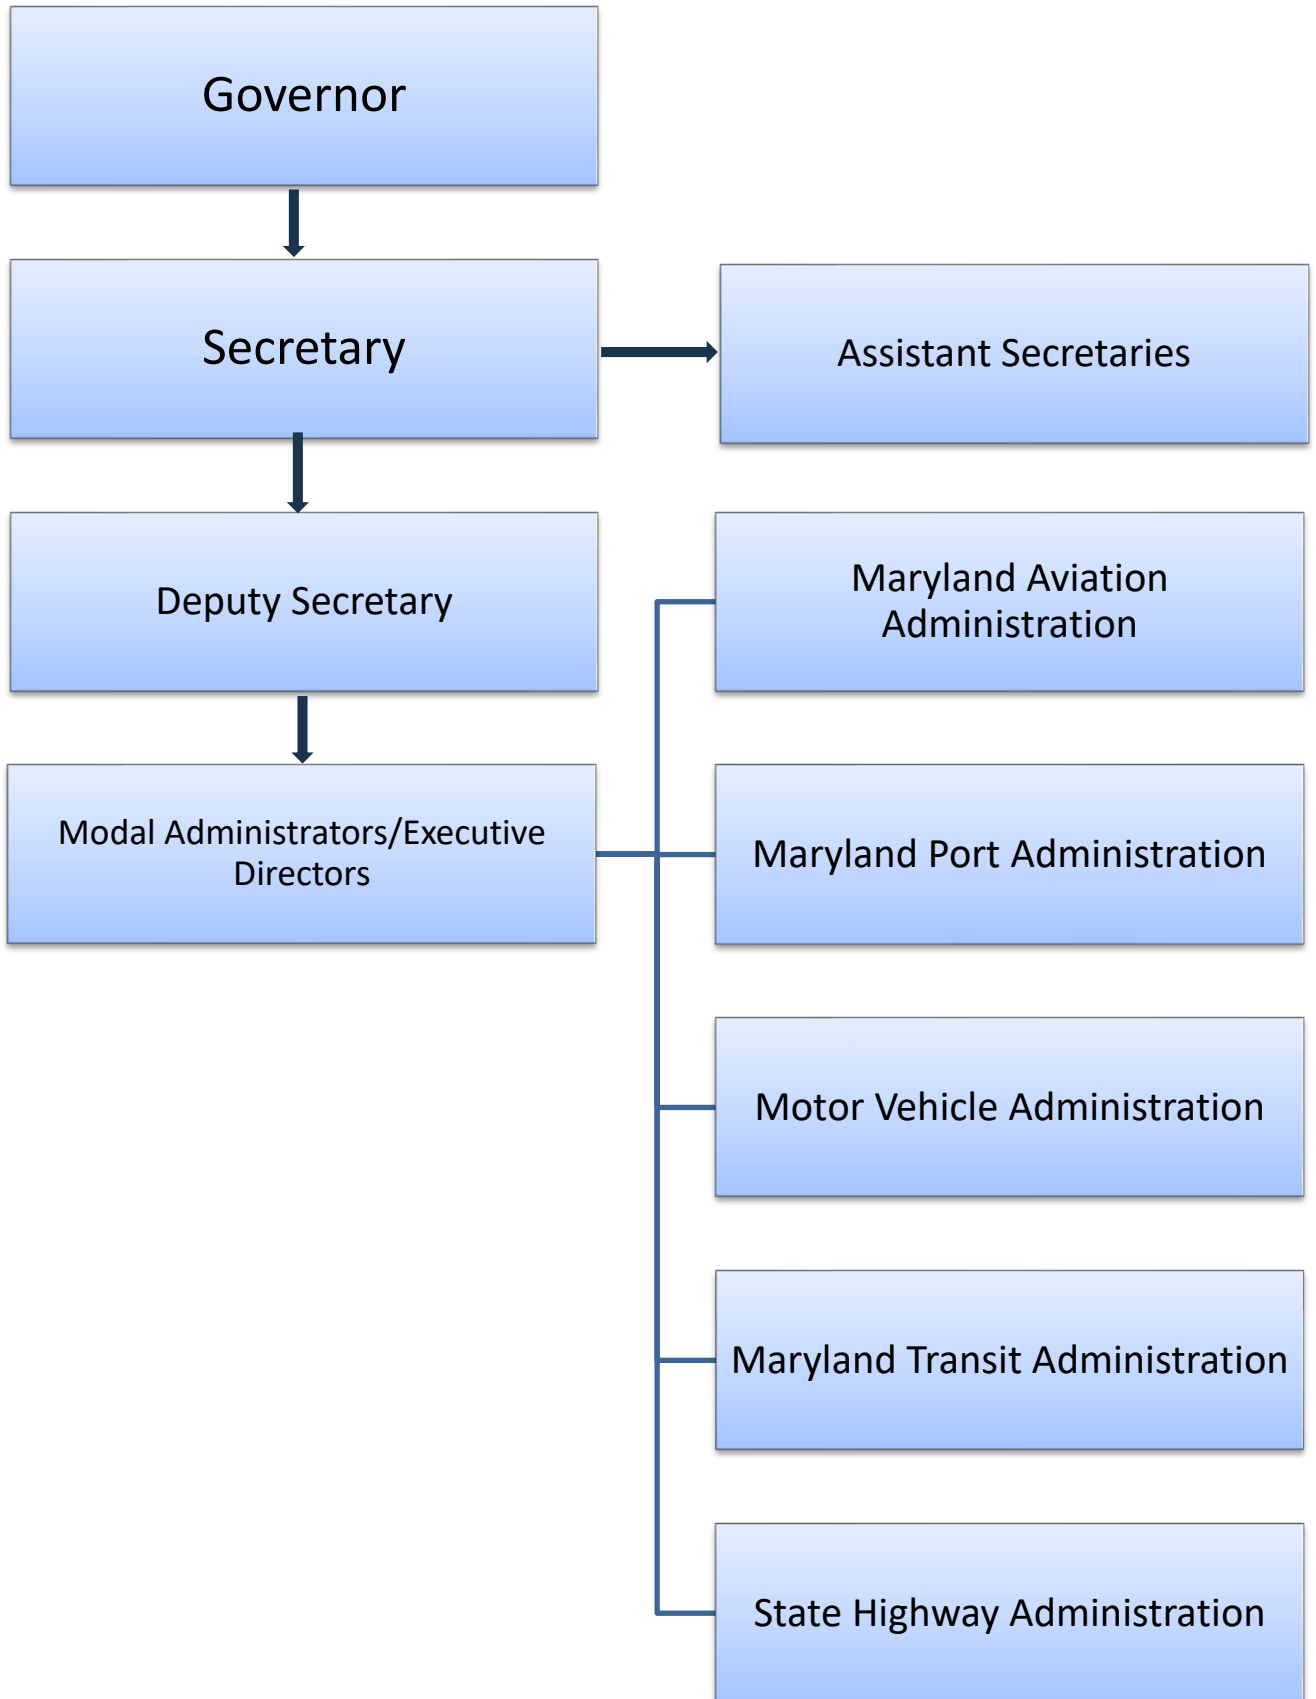 Governor
Secretary
Assistant Secretaries
Deputy Secretary
Maryland Aviation
Administration
Modal Administrators/Executive
Directors
Maryland Port Administration
Motor Vehicle Administration
Maryland Transit Administration
State Highway Administration